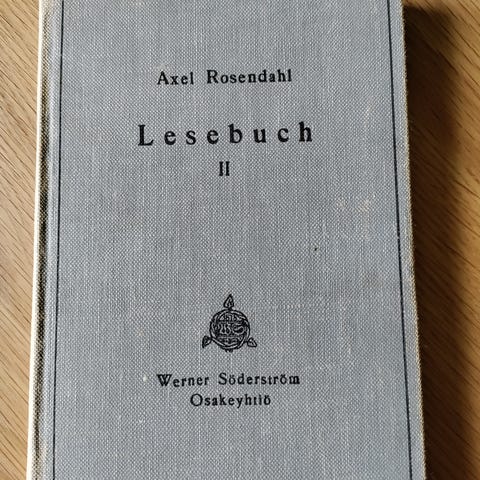 Axel Rosendahl
Lesebuch
II
Werner Söderström
Osakeyhtiö